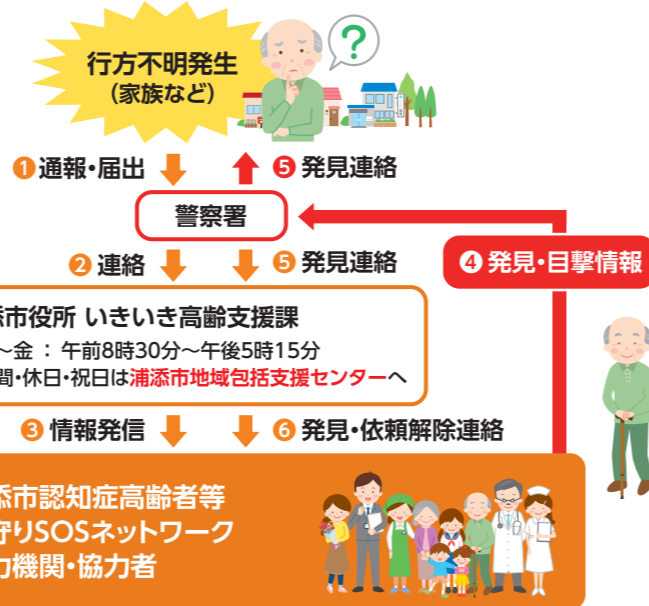 行方不明発生
（家族など）
?
❶通報・届出
❺ 発見連絡
警察署
❷ 連絡
❺ 発見連絡
❹ 発見・目撃情報
添市役所 いきいき高齢支援課
～金 ： 午前8時30分～午後5時15分
間・休日・祝日は浦添市地域包括支援センターへ
❸ 情報発信
❻ 発見・依頼解除連絡
添市認知症高齢者等
守りSOSネットワーク
力機関・協力者